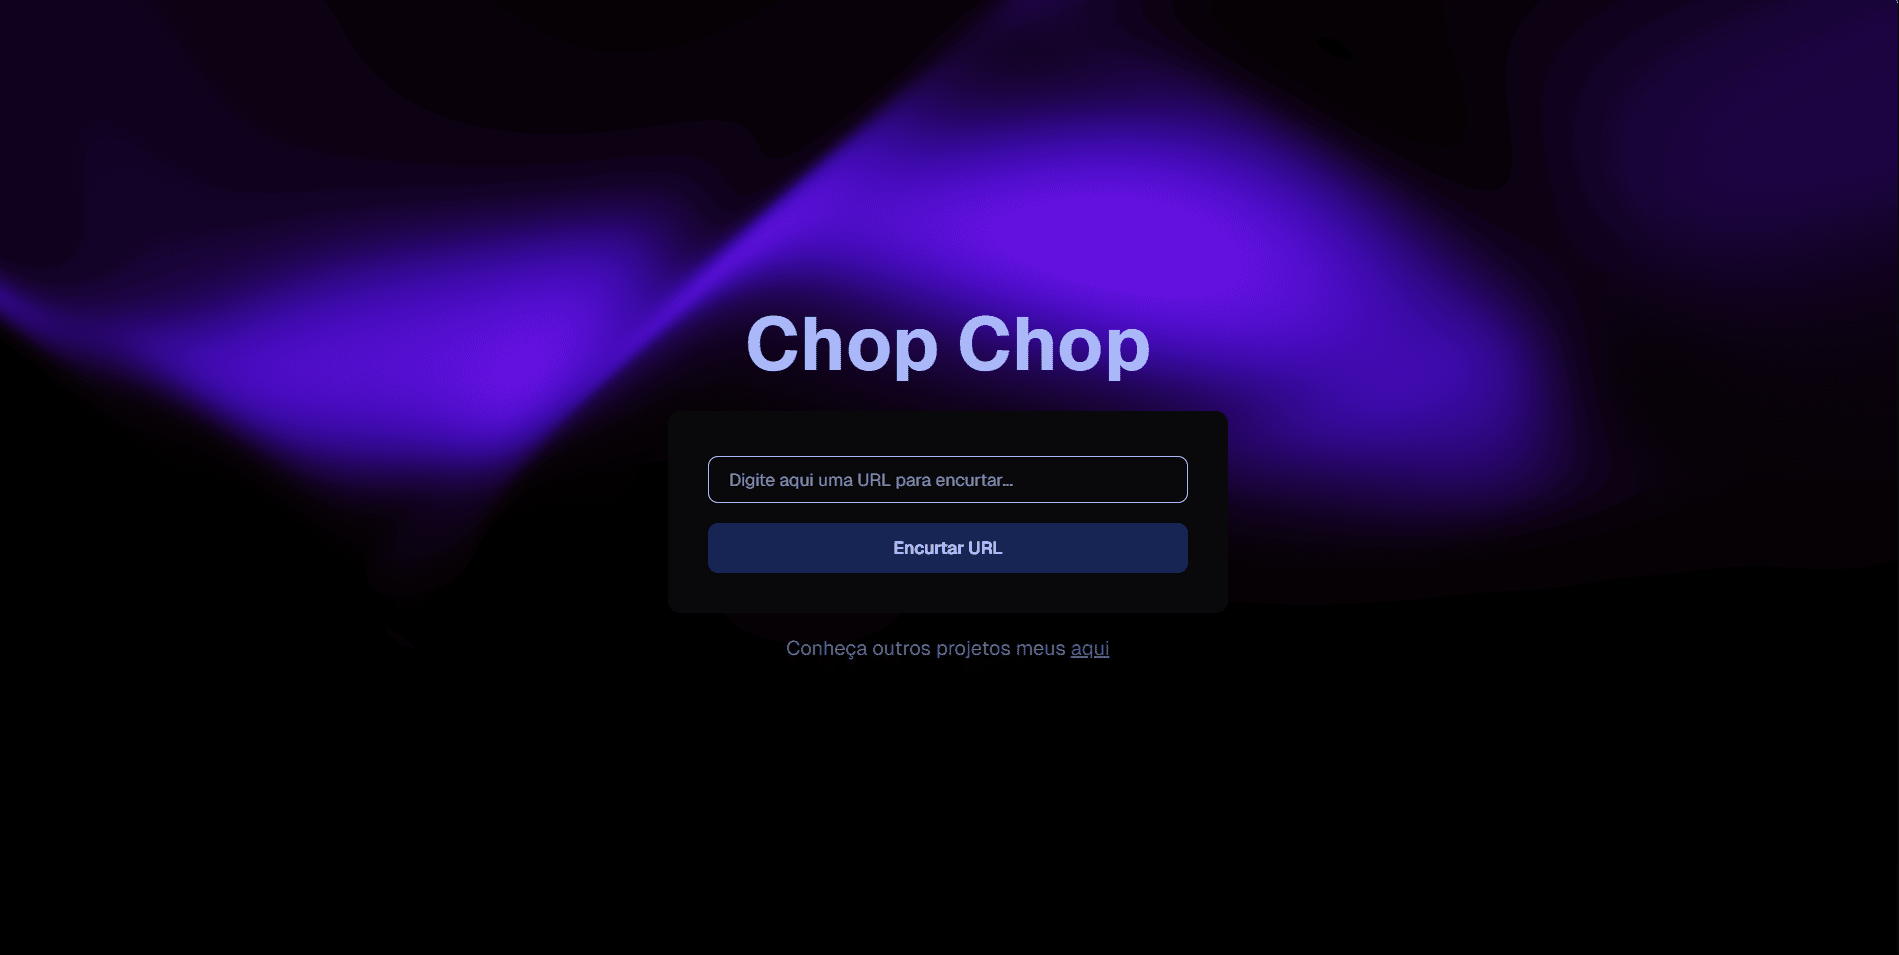 Chop Chop
Digite aqui uma URL para encurtar...
Encurtar URL
Conheça outros projetos meus aqui